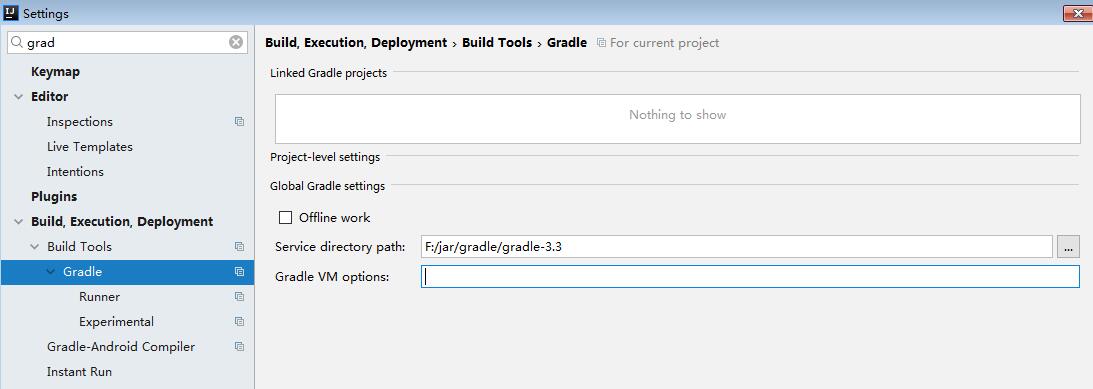 Settings
grad
Keymap
Editor
Inspections
Live Templates
Intentions
Plugins
Build, Execution, Deployment
Build Tools
Gradle
Runner
Experimental
Gradle-Android Compiler
Instant Run
Build, Execution, Deployment › Build Tools › Gradle For current project
Linked Gradle projects
Nothing to show
Project-level settings
Global Gradle settings
Offline work
Service directory path: F:/jar/gradle/gradle-3.3 ...
Gradle VM options: